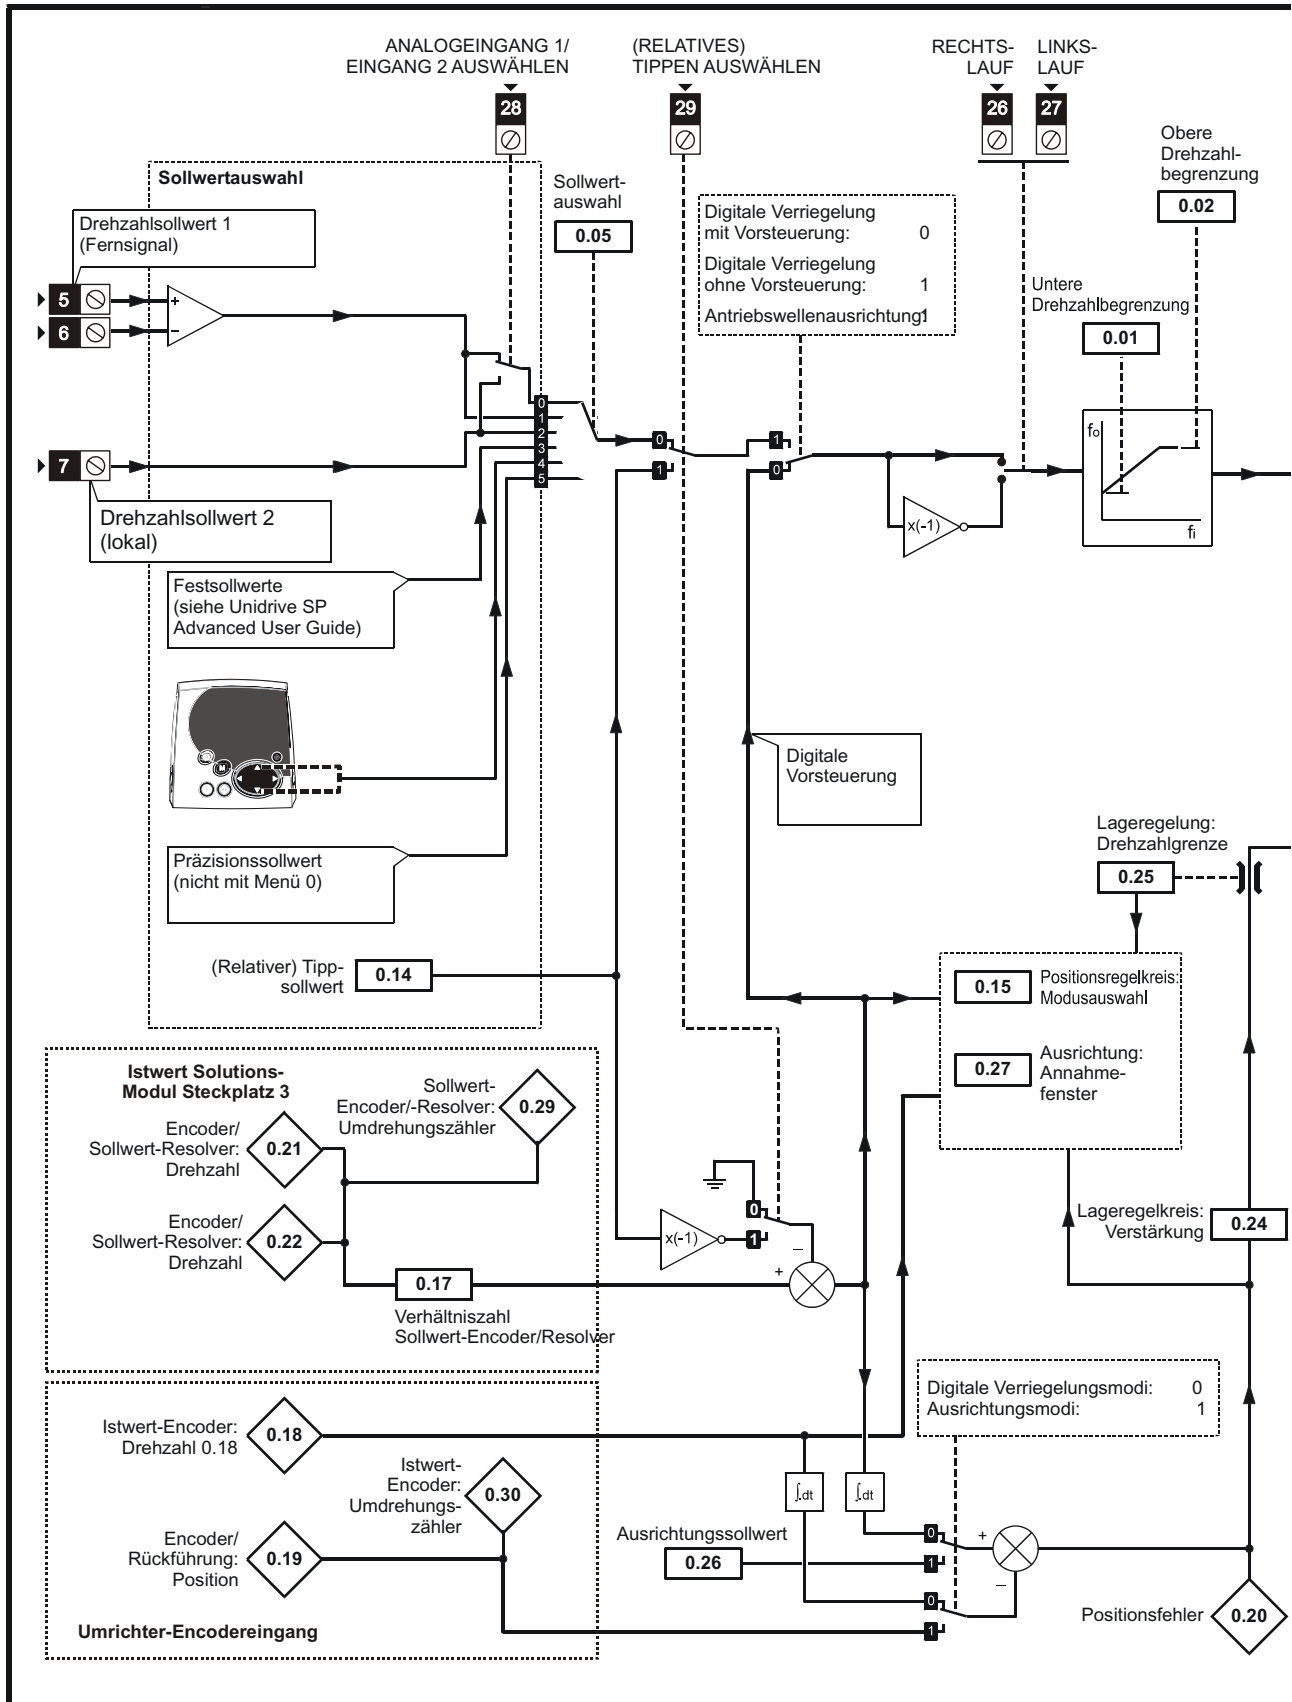 ANALOGEINGANG 1/
EINGANG 2 AUSWÄHLEN
28
(RELATIVES)
TIPPEN AUSWÄHLEN
29
RECHTS-
LAUF
26
LINKS-
LAUF
27
Obere
Drehzahl-
begrenzung
0.02
Sollwertauswahl
Sollwert-
auswahl
0.05
Digitale Verriegelung
mit Vorsteuerung: 0
Digitale Verriegelung
ohne Vorsteuerung: 1
Antriebswellenausrichtung: 1
Untere
Drehzahlbegrenzung
0.01
Drehzahlsollwert 1
(Fernsignal)
5
+
6
−
0
1
2
3
4
5
0
1
1
0
fo
fi
x(-1)
7
Drehzahlsollwert 2
(lokal)
Festsollwerte
(siehe Unidrive SP
Advanced User Guide)
M
Digitale
Vorsteuerung
Präzisionssollwert
(nicht mit Menü 0)
Lageregelung:
Drehzahlgrenze
0.25
(Relativer) Tipp-
sollwert
0.14
0.15
Positionsregelkreis:
Modusauswahl
0.27
Ausrichtung:
Annahme-
fenster
Istwert Solutions-
Modul Steckplatz 3
Sollwert-
Encoder/-Resolver:
Umdrehungszähler
0.29
Encoder/
Sollwert-Resolver:
Drehzahl
0.21
Encoder/
Sollwert-Resolver:
Drehzahl
0.22
0.17
Verhältniszahl
Sollwert-Encoder/Resolver
x(-1)
0
1
−
+
Lageregelkreis:
Verstärkung
0.24
Digitale Verriegelungsmodi: 0
Ausrichtungsmodi: 1
Istwert-Encoder:
Drehzahl 0.18
0.18
Istwert-
Encoder:
Umdrehungs-
zähler
0.30
∫.dt
∫.dt
Encoder/
Rückführung:
Position
0.19
Ausrichtungssollwert
0.26
0
1
+
−
0
1
Positionsfehler
0.20
Umrichter-Encodereingang